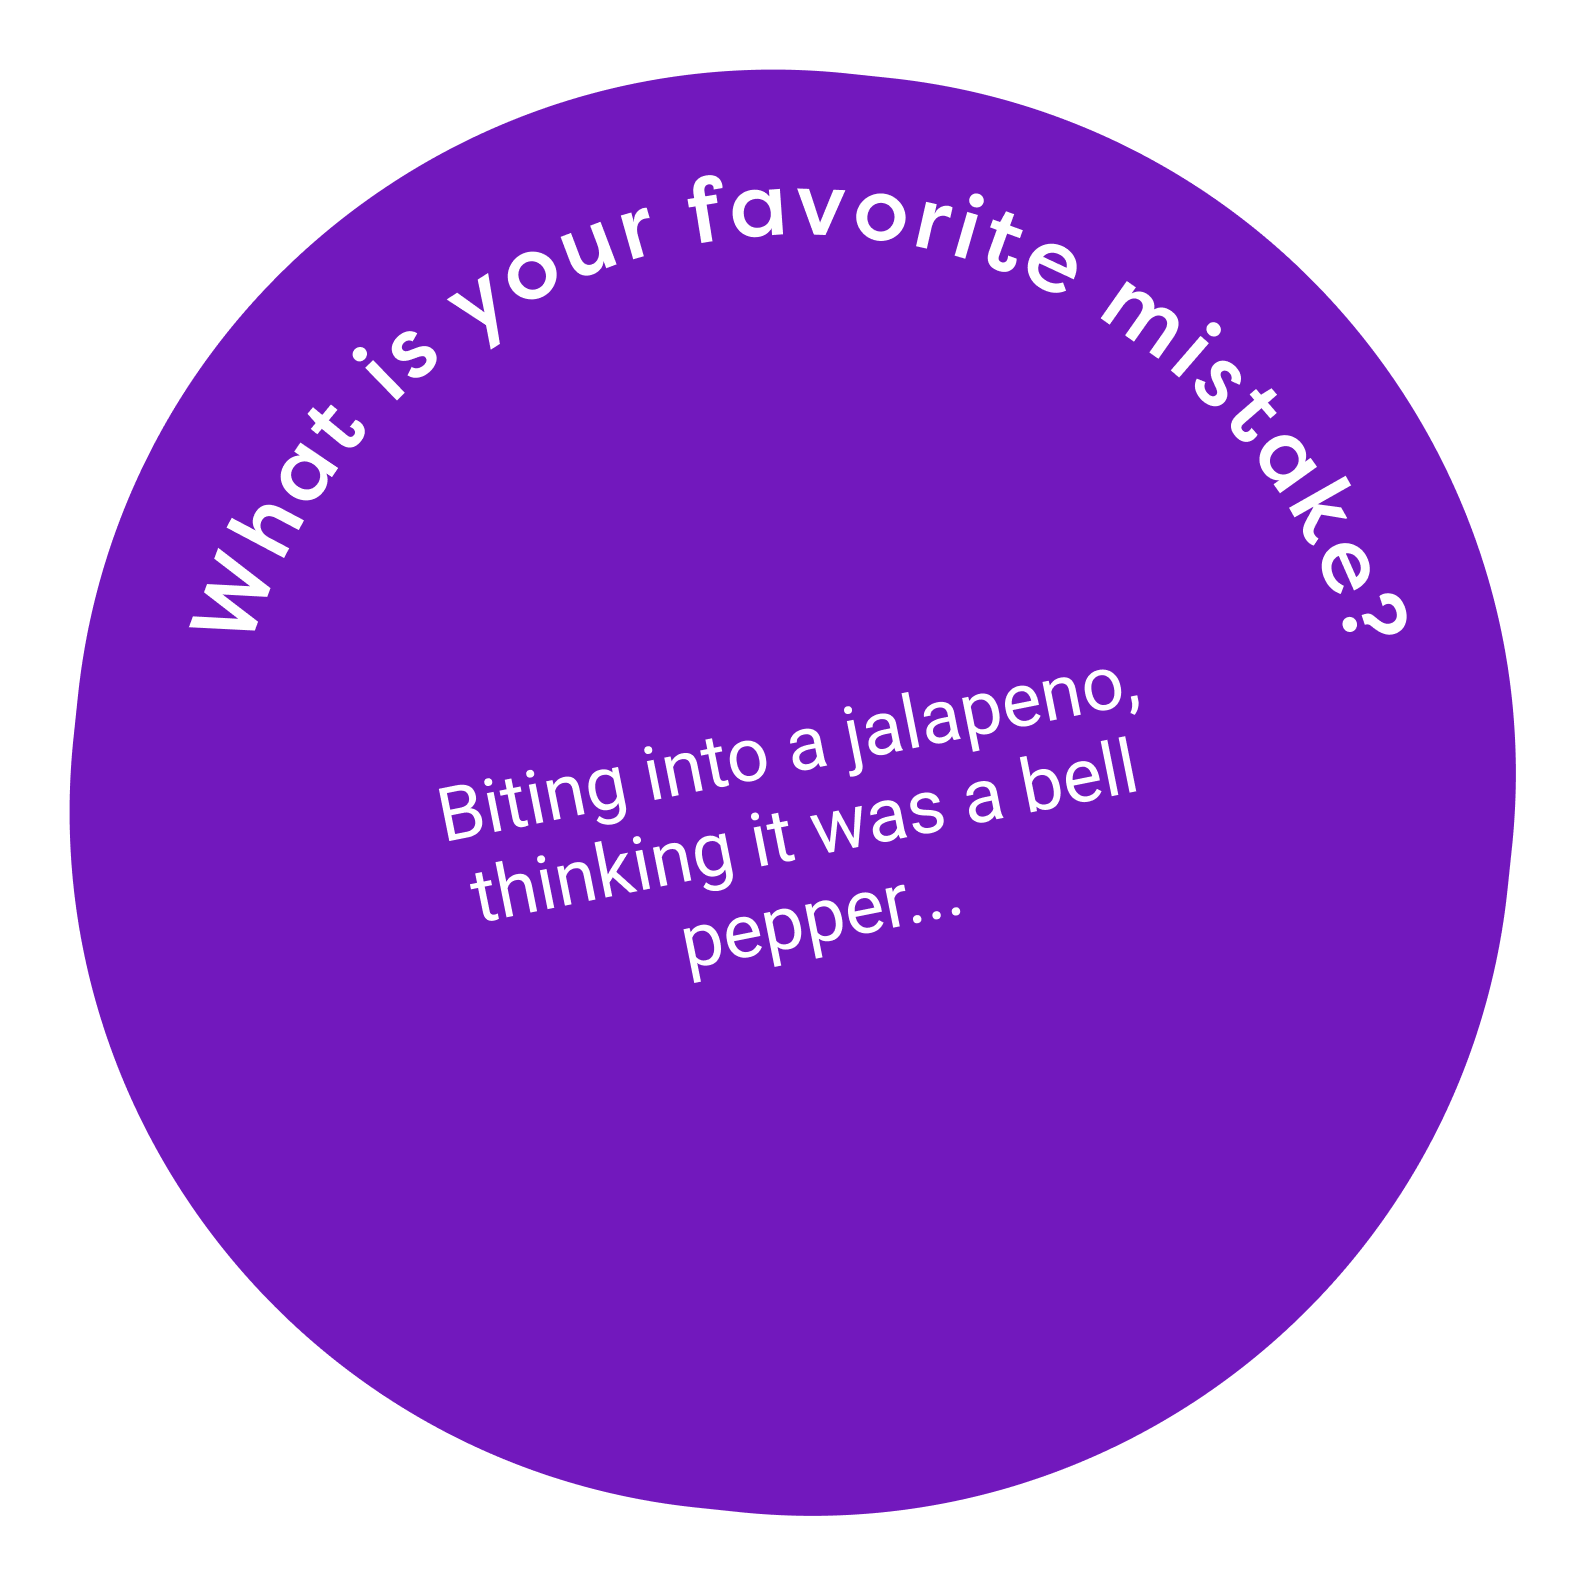 What is your favorite mistake?
Biting into a jalapeno,
thinking it was a bell
pepper...